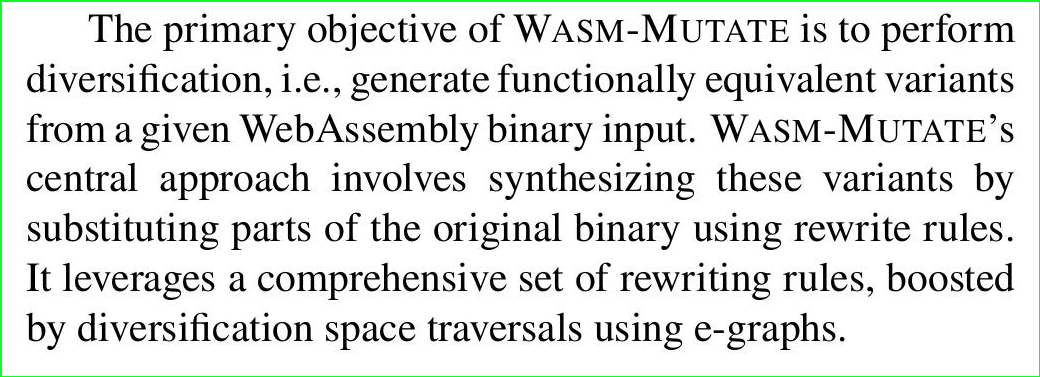 The primary objective of WASM-MUTATE is to perform
diversification, i.e., generate functionally equivalent variants
from a given WebAssembly binary input. WASM-MUTATE's
central approach involves synthesizing these variants by
substituting parts of the original binary using rewrite rules.
It leverages a comprehensive set of rewriting rules, boosted
by diversification space traversals using e-graphs.